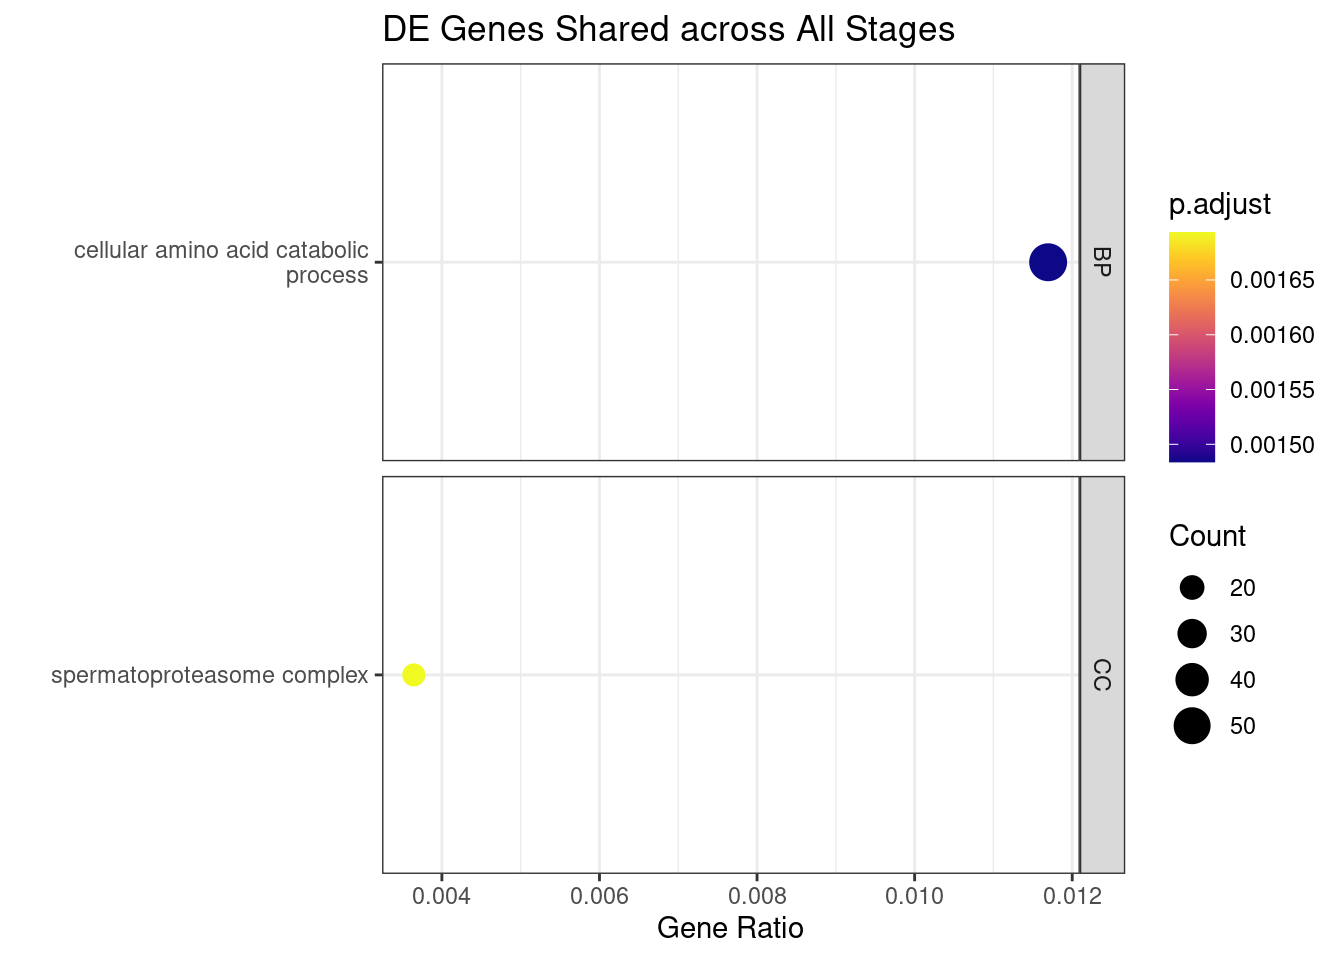 DE Genes Shared across All Stages
cellular amino acid catabolic
process
BP
spermatoproteasome complex
CC
0.004
0.006
0.008
0.010
0.012
Gene Ratio
p.adjust
0.00165
0.00160
0.00155
0.00150
Count
20
30
40
50